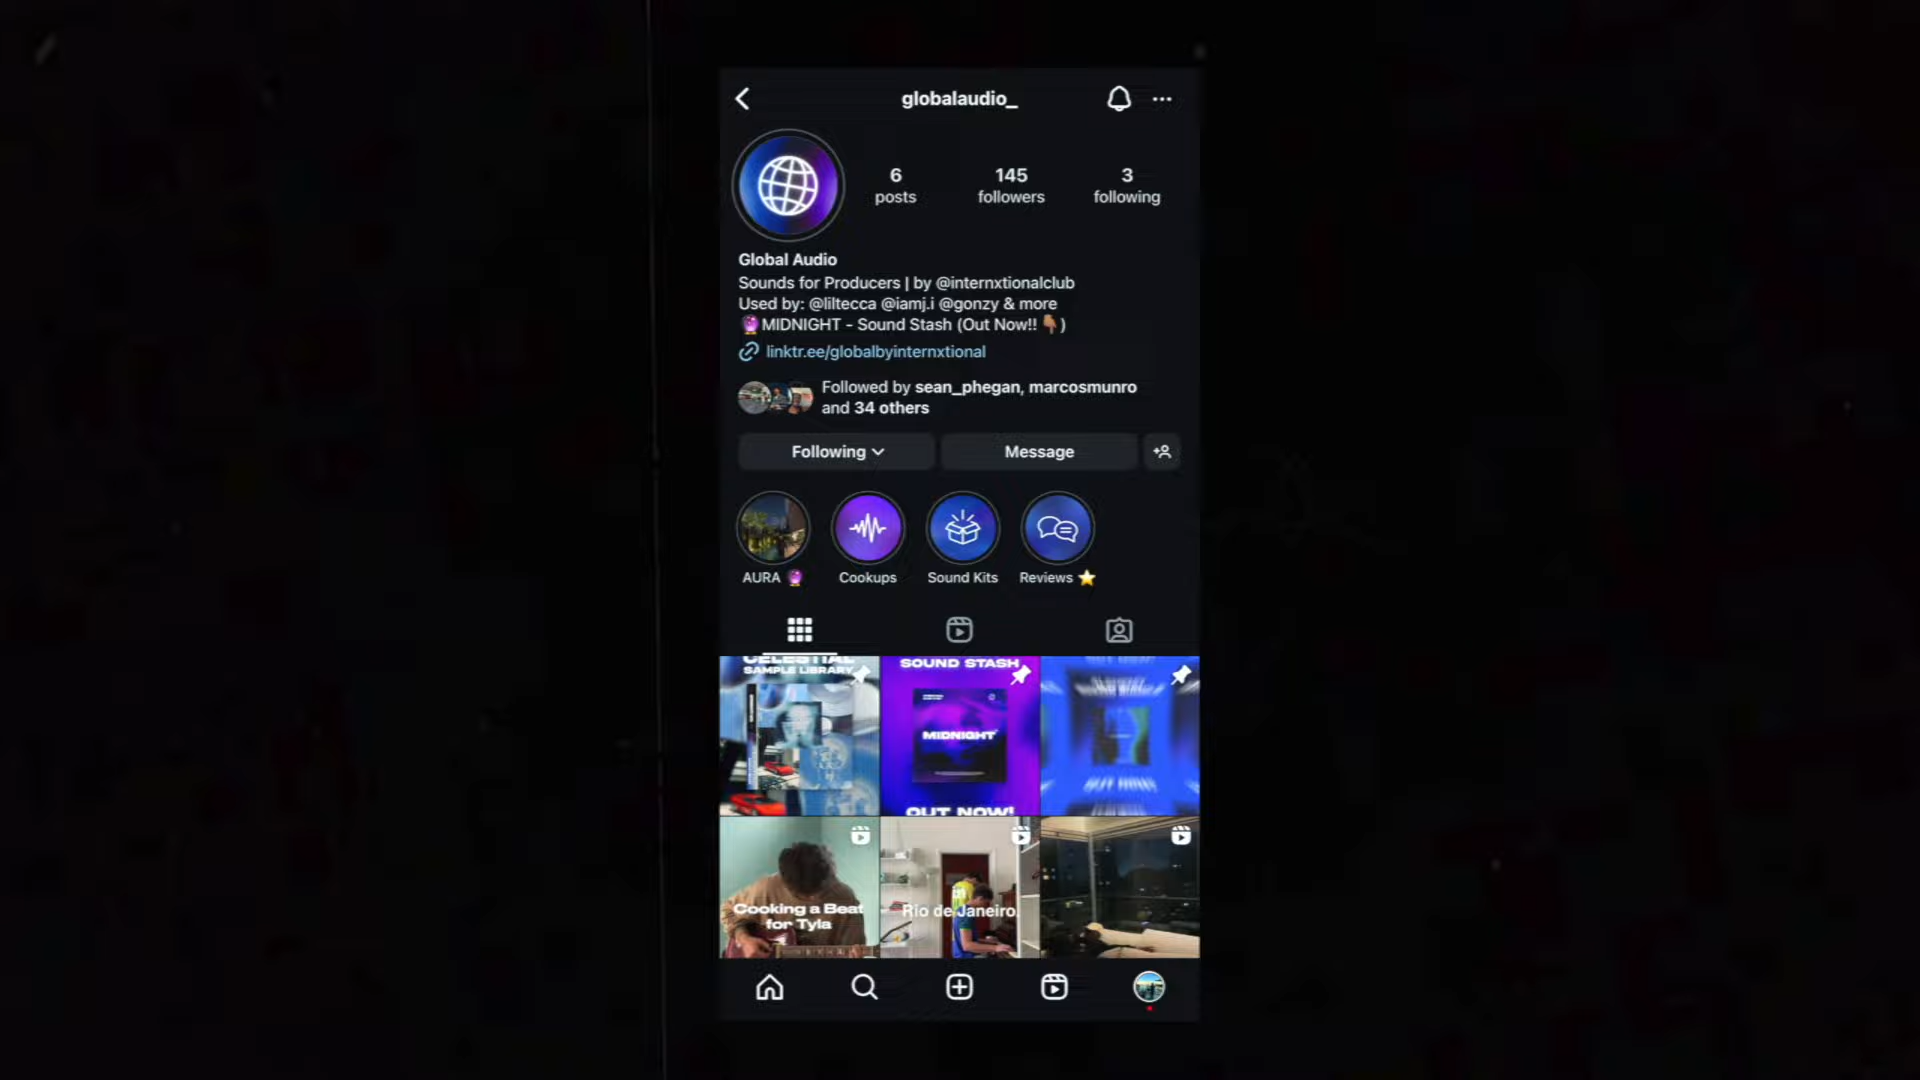 globalaudio_
6
posts
145
followers
3
following
Global Audio
Sounds for Producers | by @internxtionalclub
Used by: @liltecca @iamj.i @gonzy & more
🔮MIDNIGHT - Sound Stash (Out Now!! 👇🏾)
linktr.ee/globalbyinternxtional
Followed by sean_phegan, marcosmunro
and 34 others
Following
Message
AURA 🔮
Cookups
Sound Kits
Reviews ⭐
CELESTIAL
SAMPLE LIBRARY
SOUND STASH
MIDNIGHT
OUT NOW!
Cooking a Beat
for Tyla
in
Rio de Janeiro